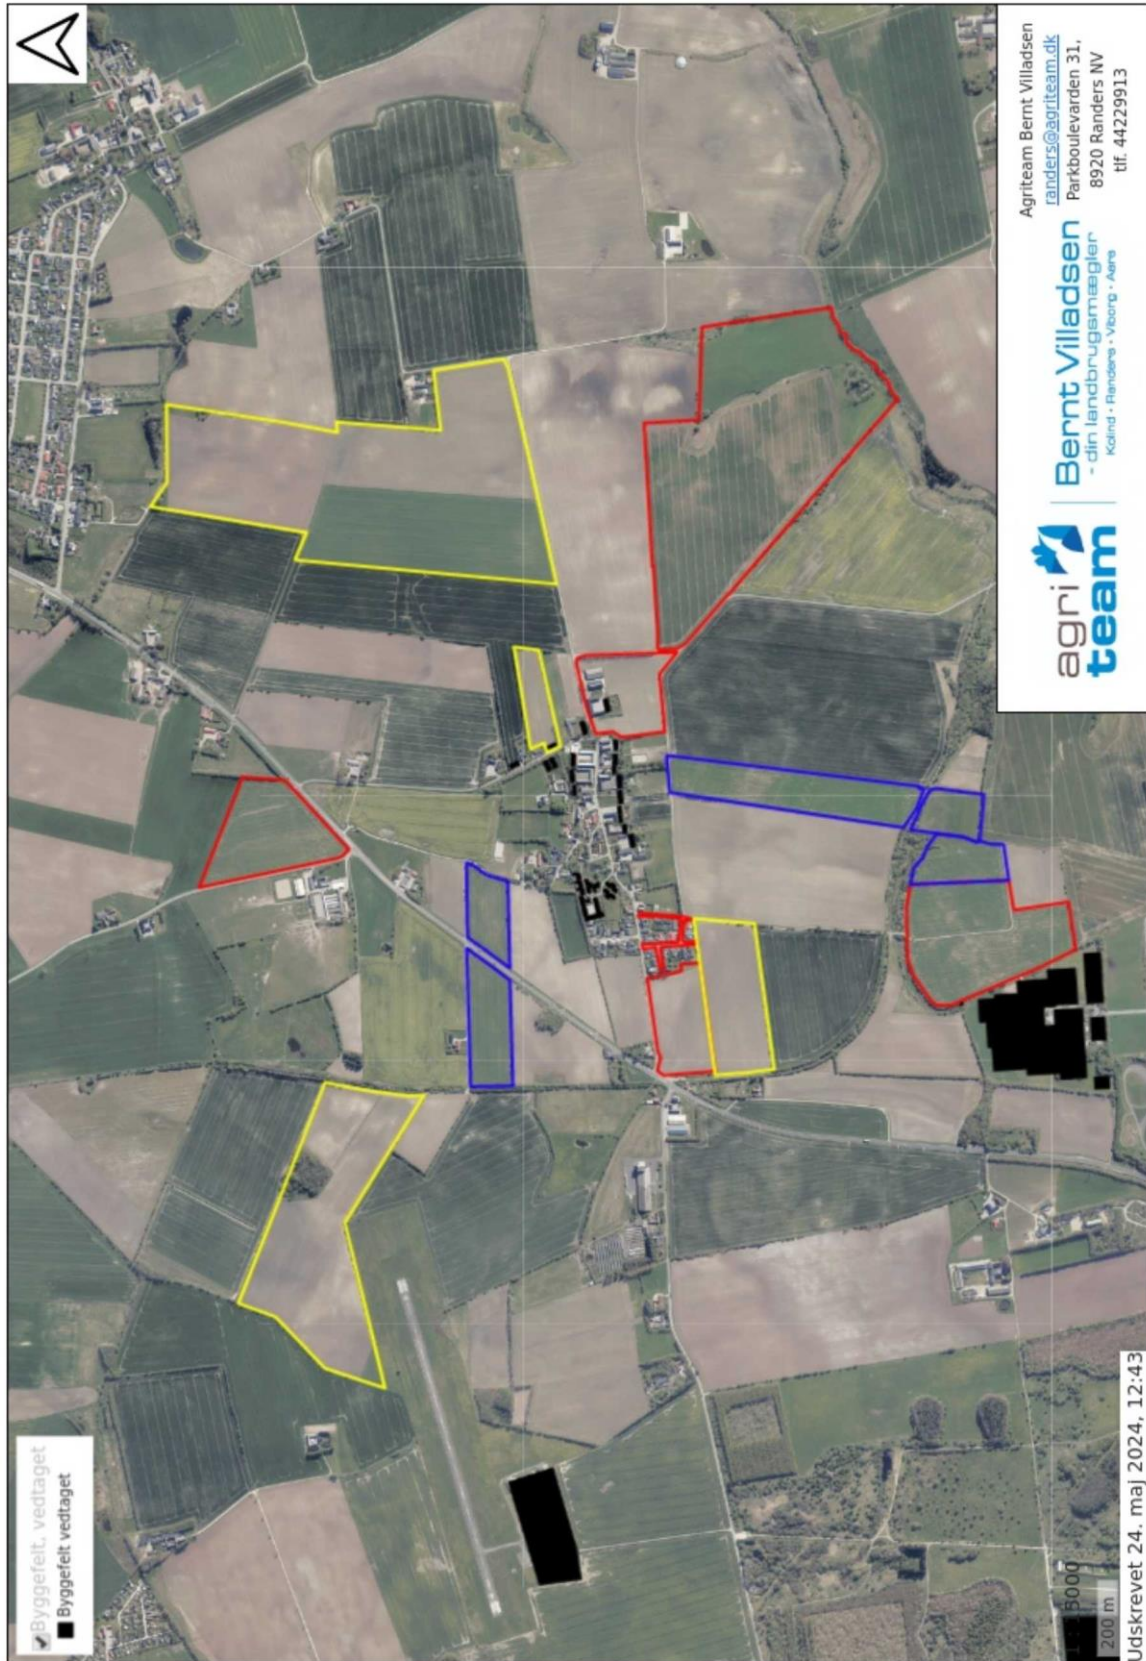 Byggefelt, vedtaget
Byggefelt vedtaget
Agriteam Bernt Villadsen
randers@agriteam.dk
Parkboulevarden 31,
8920 Randers NV
tlf. 44229913
agri
team
Bernt Villadsen
- din landbrugsmægler
Kolind · Randers · Viborg · Aars
200 m
Udskrevet 24. maj 2024, 12:43